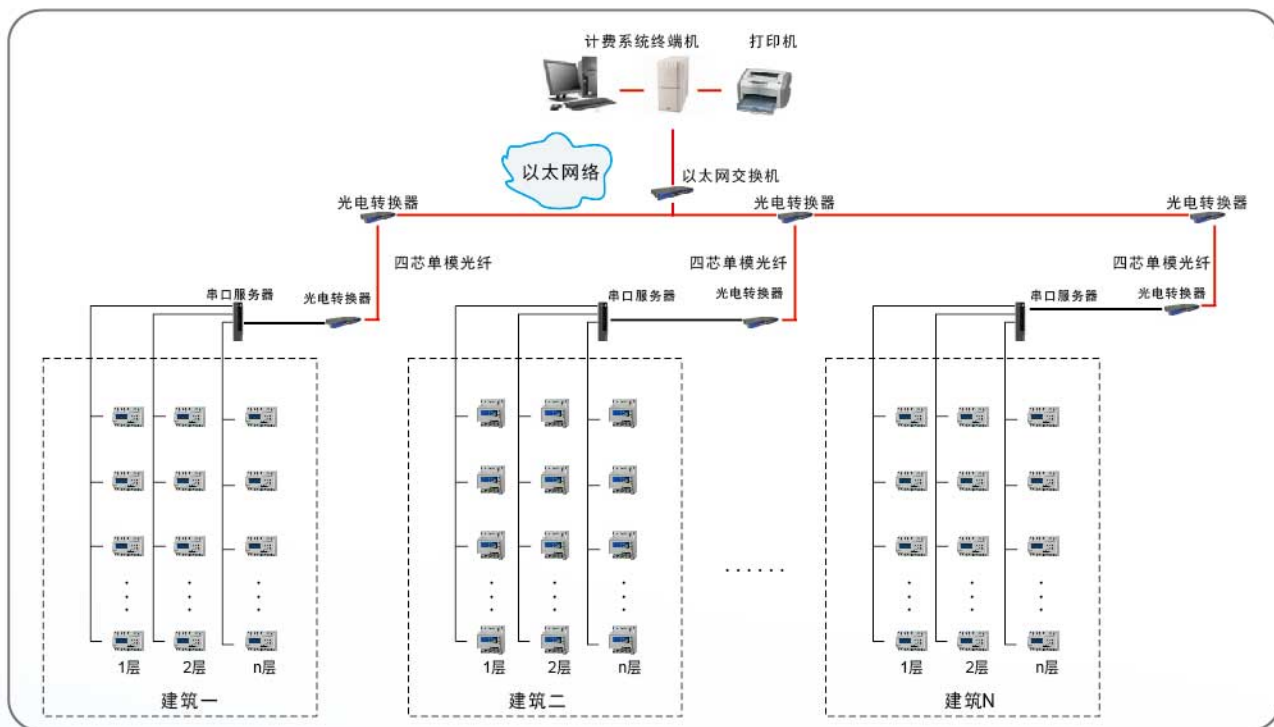 计费系统终端机
打印机
以太网络
以太网交换机
光电转换器
光电转换器
光电转换器
四芯单模光纤
四芯单模光纤
四芯单模光纤
串口服务器
光电转换器
串口服务器
光电转换器
串口服务器
光电转换器
......
1层
2层
n层
1层
2层
n层
1层
2层
n层
建筑一
建筑二
建筑N